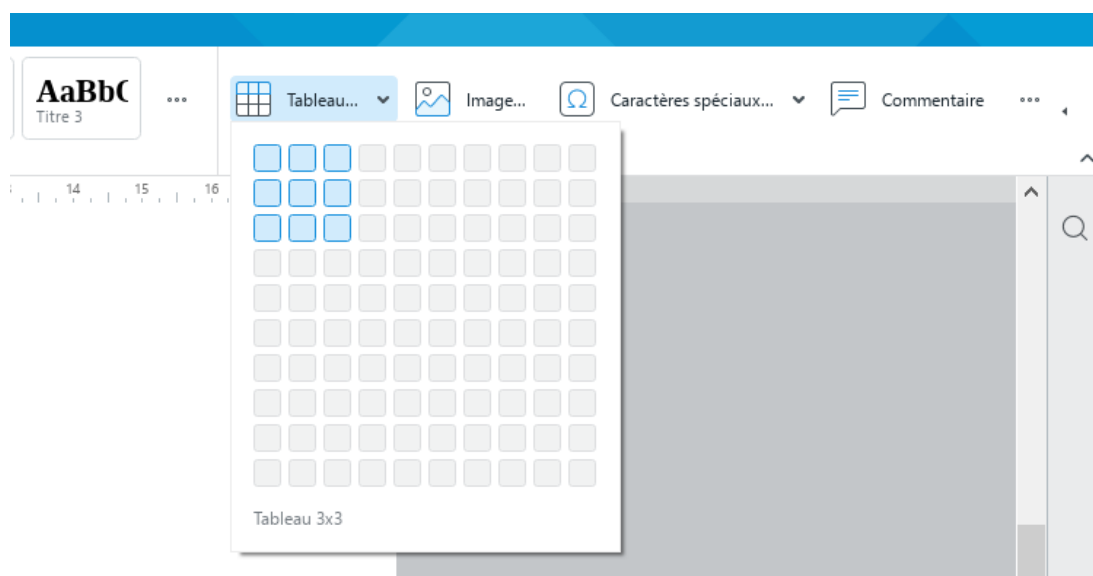 AaBbC
Titre 3
Tableau...
Image...
Caractères spéciaux...
Commentaire
14 15 16
Tableau 3x3